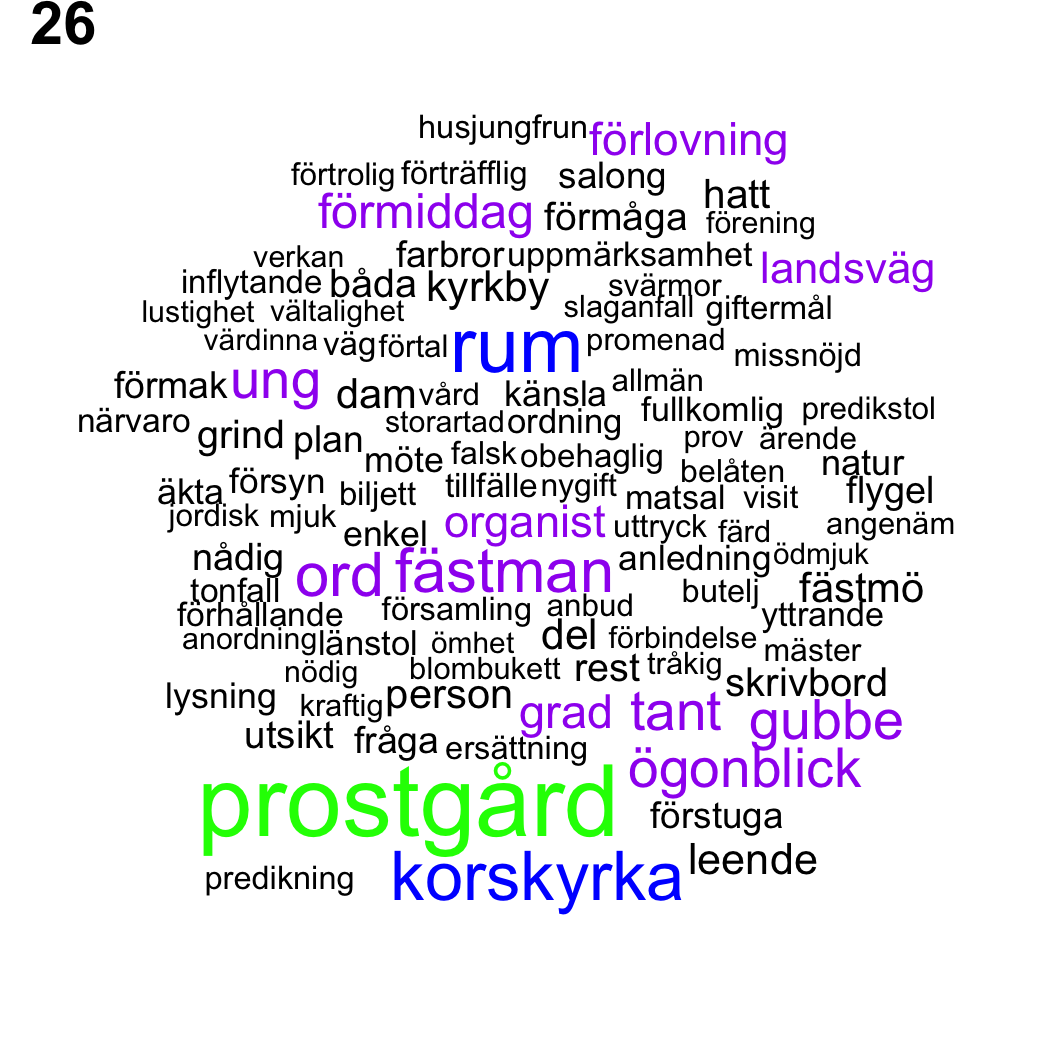 26
husjungfrun förlovning
förtrolig förträfflig salong hatt
förmiddag förmåga förening
verkan farbror uppmärksamhet landsväg
inflytande båda kyrkby svärmor
lustighet vältalighet slaganfall giftermål
värdinna väg förtal rum promenad missnöjd
förmak ung dam vård känsla allmän
närvaro storartad ordning fullkomlig predikstol
grind plan prov ärende
möte falsk obehaglig belåten natur
äkta försyn biljett tillfälle nygift matsal visit flygel
jordisk mjuk enkel organist uttryck färd angenäm
nådig ord fästman anledning ödmjuk
tonfall butelj fästmö
förhållande församling anbud yttrande
anordning länstol ömhet del förbindelse mäster
nödig blombukett rest tråkig skrivbord
lysning kraftig person grad tant gubbe
utsikt fråga ersättning ögonblick
prostgård förstuga
predikning korskyrka leende